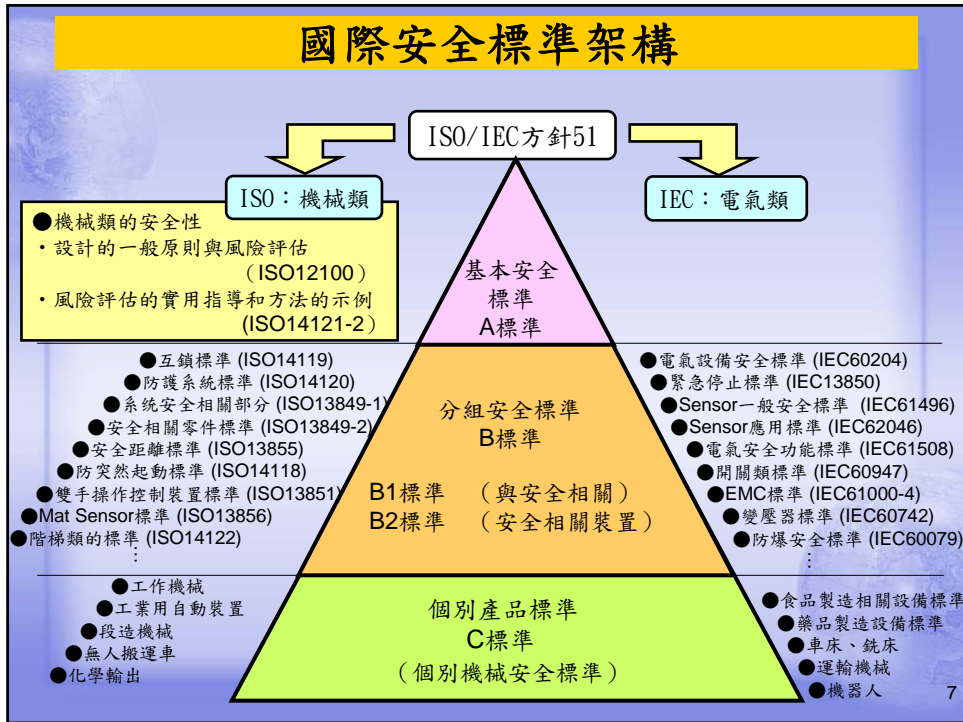 國際安全標準架構
ISO/IEC方針51
ISO：機械類
IEC：電氣類
●機械類的安全性
・設計的一般原則與風險評估
（ISO12100）
・風險評估的實用指導和方法的示例
(ISO14121-2）
基本安全
標準
A標準
●互鎖標準 (ISO14119)
●防護系統標準 (ISO14120)
●系統安全相關部分 (ISO13849-1)
●安全相關零件標準 (ISO13849-2)
●安全距離標準 (ISO13855)
●防突然起動標準 (ISO14118)
●雙手操作控制裝置標準 (ISO13851)
●Mat Sensor標準 (ISO13856)
●階梯類的標準 (ISO14122)
⋮
分組安全標準
B標準
B1標準 （與安全相關）
B2標準 （安全相關裝置）
●電氣設備安全標準 (IEC60204)
●緊急停止標準 (IEC13850)
●Sensor一般安全標準 (IEC61496)
●Sensor應用標準 (IEC62046)
●電氣安全功能標準 (IEC61508)
●開關類標準 (IEC60947)
●EMC標準 (IEC61000-4)
●變壓器標準 (IEC60742)
●防爆安全標準 (IEC60079)
⋮
●工作機械
●工業用自動裝置
●段造機械
●無人搬運車
●化學輸出
個別產品標準
C標準
（個別機械安全標準）
●食品製造相關設備標準
●藥品製造設備標準
●車床、銑床
●運輸機械
●機器人
7